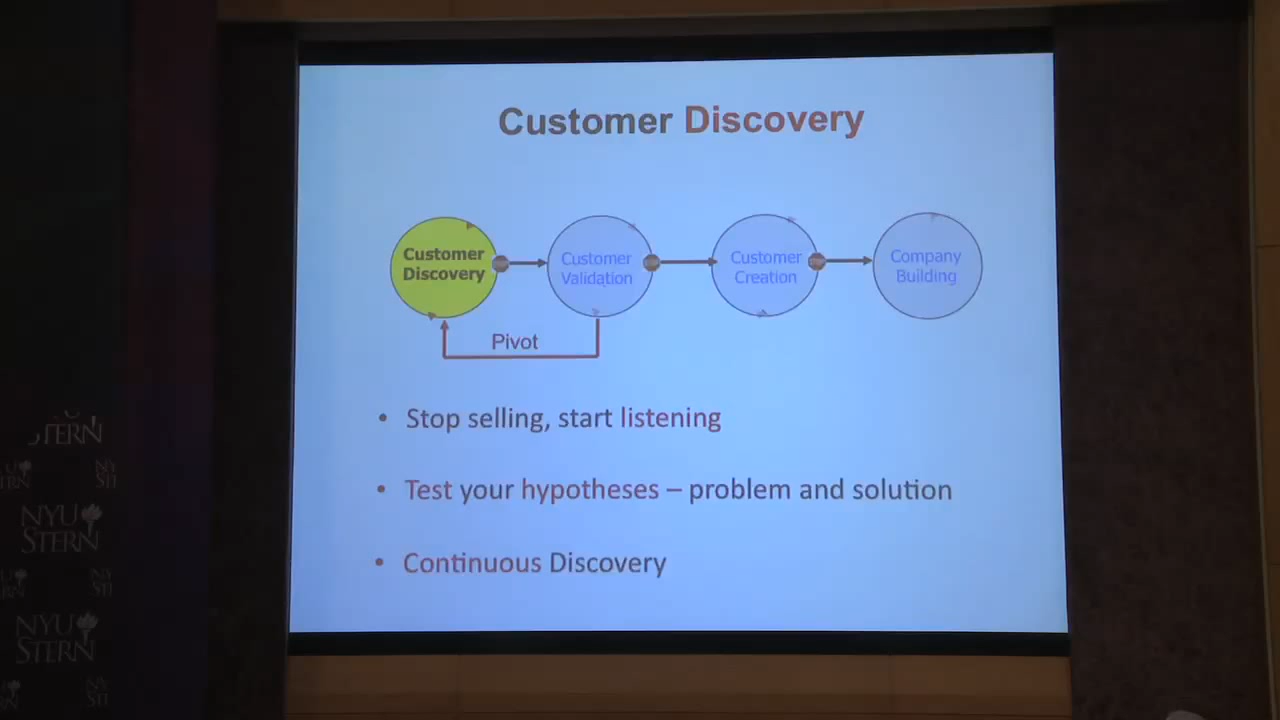 Customer Discovery
Customer
Discovery
Customer
Validation
Customer
Creation
Company
Building
Pivot
• Stop selling, start listening
• Test your hypotheses – problem and solution
• Continuous Discovery
STERN
NYU
STERN
NYU
STERN